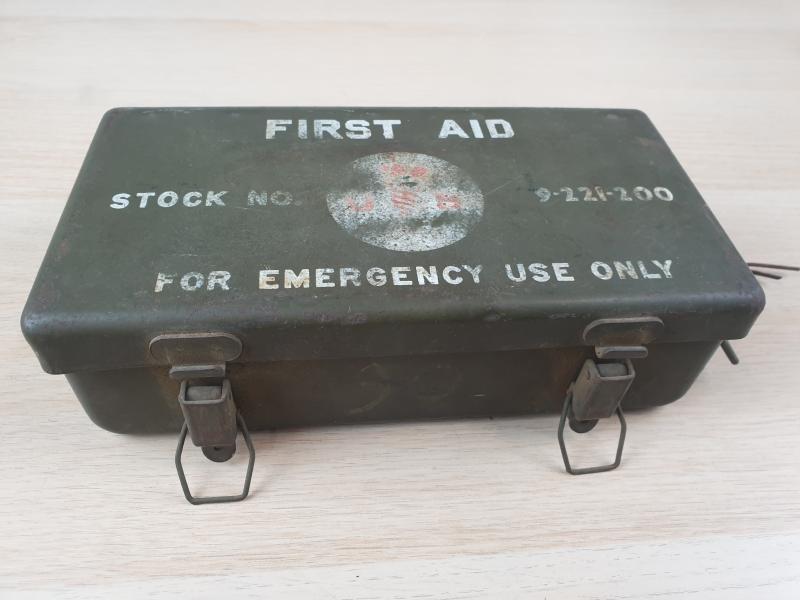 FIRST AID
STOCK NO. 9-221-200
FOR EMERGENCY USE ONLY